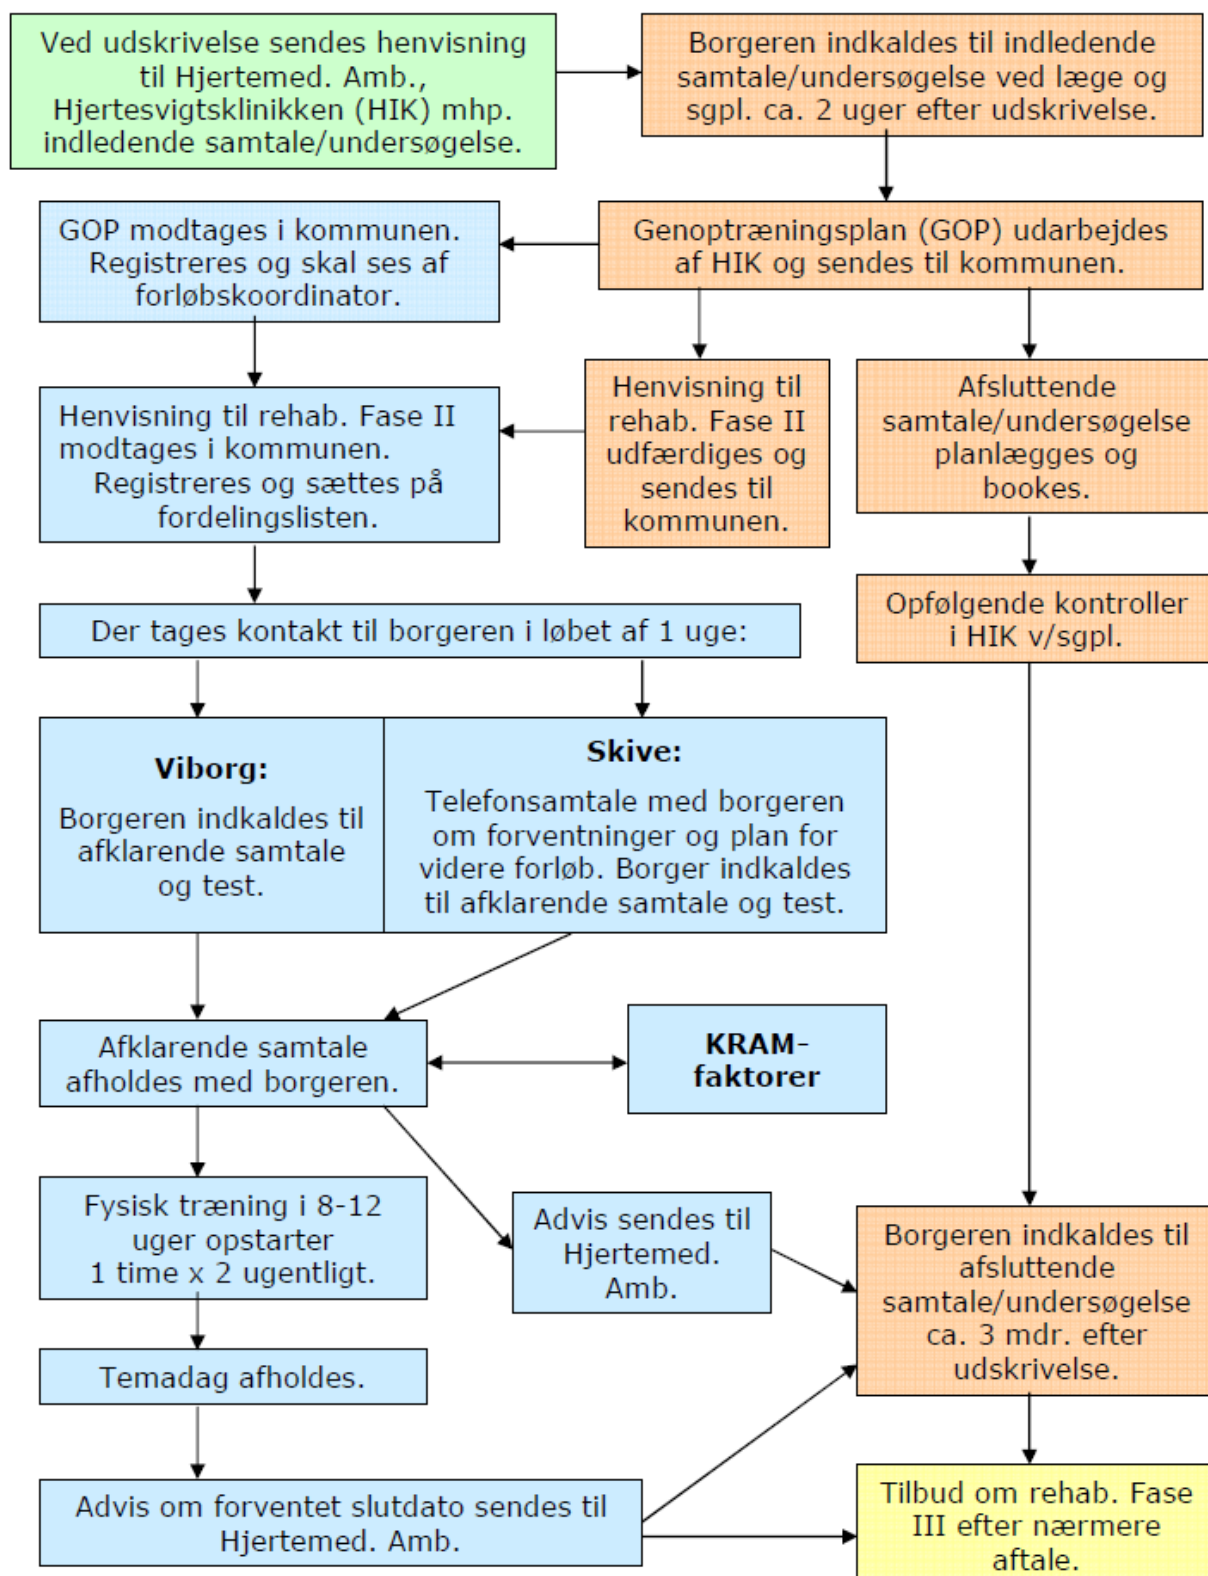 Ved udskrivelse sendes henvisning
til Hjertemed. Amb.,
Hjertesvigtsklinikken (HIK) mhp.
indledende samtale/undersøgelse.
Borgeren indkaldes til indledende
samtale/undersøgelse ved læge og
sgpl. ca. 2 uger efter udskrivelse.
GOP modtages i kommunen.
Registreres og skal ses af
forløbskoordinator.
Genoptræningsplan (GOP) udarbejdes
af HIK og sendes til kommunen.
Henvisning til rehab. Fase II
modtages i kommunen.
Registreres og sættes på
fordelingslisten.
Henvisning til
rehab. Fase II
udfærdiges og
sendes til
kommunen.
Afsluttende
samtale/undersøgelse
planlægges og
bookes.
Der tages kontakt til borgeren i løbet af 1 uge:
Opfølgende kontroller
i HIK v/sgpl.
Viborg:
Borgeren indkaldes til
afklarende samtale
og test.
Skive:
Telefonsamtale med borgeren
om forventninger og plan for
videre forløb. Borger indkaldes
til afklarende samtale og test.
Afklarende samtale
afholdes med borgeren.
KRAM-
faktorer
Fysisk træning i 8-12
uger opstarter
1 time x 2 ugentligt.
Advis sendes til
Hjertemed.
Amb.
Borgeren indkaldes til
afsluttende
samtale/undersøgelse
ca. 3 mdr. efter
udskrivelse.
Temadag afholdes.
Advis om forventet slutdato sendes til
Hjertemed. Amb.
Tilbud om rehab. Fase
III efter nærmere
aftale.